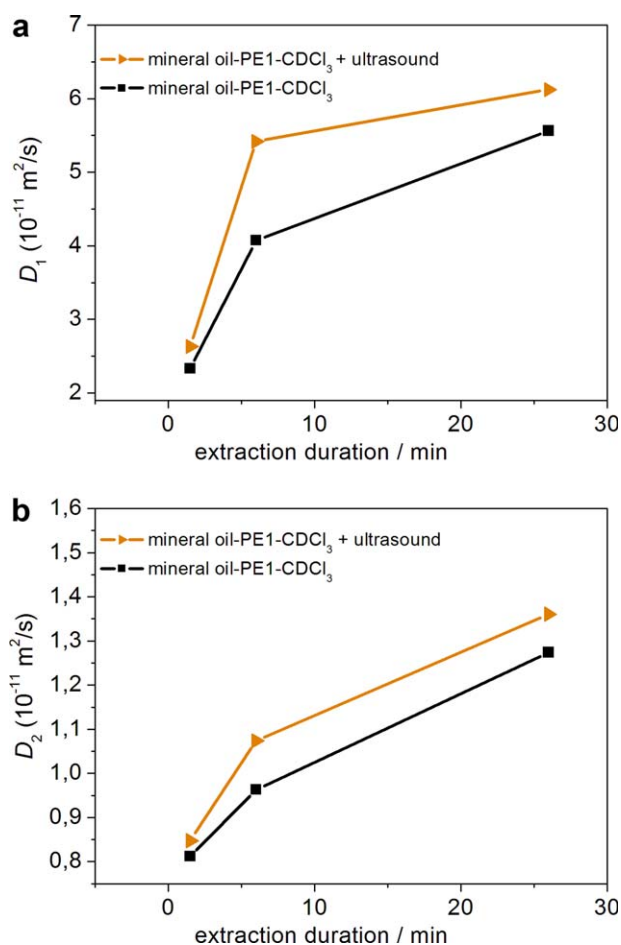 a
7
6
5
4
3
2
D₁ (10⁻¹¹ m²/s)
mineral oil-PE1-CDCl₃ + ultrasound
mineral oil-PE1-CDCl₃
0 10 20 30
extraction duration / min
b
1,6
1,5
1,4
1,3
1,2
1,1
1,0
0,9
0,8
D₂ (10⁻¹¹ m²/s)
mineral oil-PE1-CDCl₃ + ultrasound
mineral oil-PE1-CDCl₃
0 10 20 30
extraction duration / min